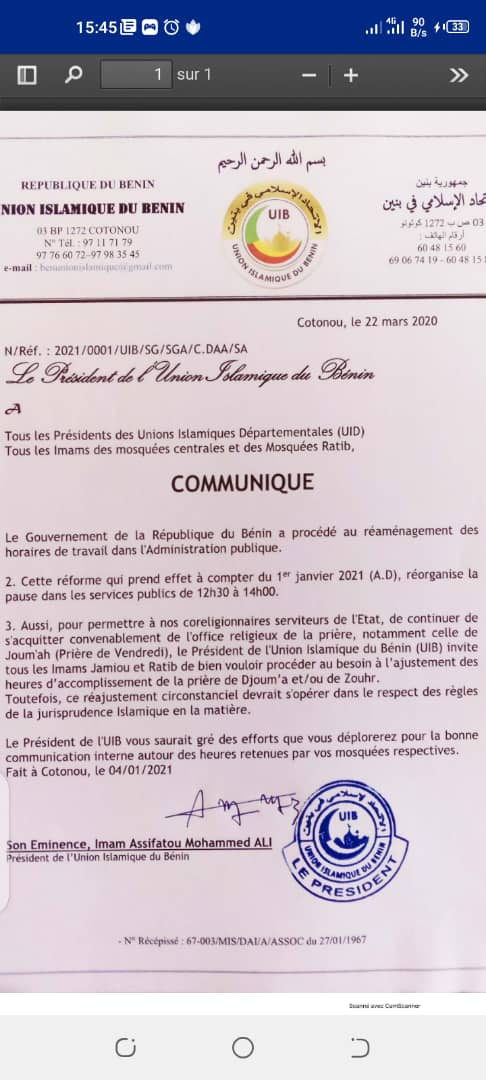 15:45
4G
90
B/s
33
1 sur 1
بسم الله الرحمن الرحيم
REPUBLIQUE DU BENIN
NION ISLAMIQUE DU BENIN
03 BP 1272 COTONOU
N° Tél. : 97 11 71 79
97 76 60 72-97 98 35 45
e-mail : benunionislamique@gmail.com
الاتحاد الإسلامي في بنين
UIB
UNION ISLAMIQUE DU BENIN
جمهورية بنين
تحاد الإسلامي في بنين
03 ص ب 1272 كوتونو
أرقام الهاتف :
60 48 15 60
69 06 74 19 - 60 48 15
Cotonou, le 22 mars 2020
N/Réf. : 2021/0001/UIB/SG/SGA/C.DAA/SA
Le Président de l'Union Islamique du Bénin
A
Tous les Présidents des Unions Islamiques Départementales (UID)
Tous les Imams des mosquées centrales et des Mosquées Ratib,
COMMUNIQUE
Le Gouvernement de la République du Bénin a procédé au réaménagement des
horaires de travail dans l'Administration publique.
2. Cette réforme qui prend effet à compter du 1er janvier 2021 (A.D), réorganise la
pause dans les services publics de 12h30 à 14h00.
3. Aussi, pour permettre à nos coreligionnaires serviteurs de l'Etat, de continuer de
s'acquitter convenablement de l'office religieux de la prière, notamment celle de
Joum'ah (Prière de Vendredi), le Président de l'Union Islamique du Bénin (UIB) invite
tous les Imams Jamiou et Ratib de bien vouloir procéder au besoin à l'ajustement des
heures d'accomplissement de la prière de Djoum'a et/ou de Zouhr.
Toutefois, ce réajustement circonstanciel devrait s'opérer dans le respect des règles
de la jurisprudence Islamique en la matière.
Le Président de l'UIB vous saurait gré des efforts que vous déplorerez pour la bonne
communication interne autour des heures retenues par vos mosquées respectives.
Fait à Cotonou, le 04/01/2021
الاتحاد الإسلامي في بنين
UIB
UNION ISLAMIQUE DU BENIN
LE PRESIDENT
Son Eminence, Imam Assifatou Mohammed ALI
Président de l'Union Islamique du Bénin
- N° Récépissé : 67-003/MIS/DAI/A/ASSOC du 27/01/1967
Scanné avec CamScanner